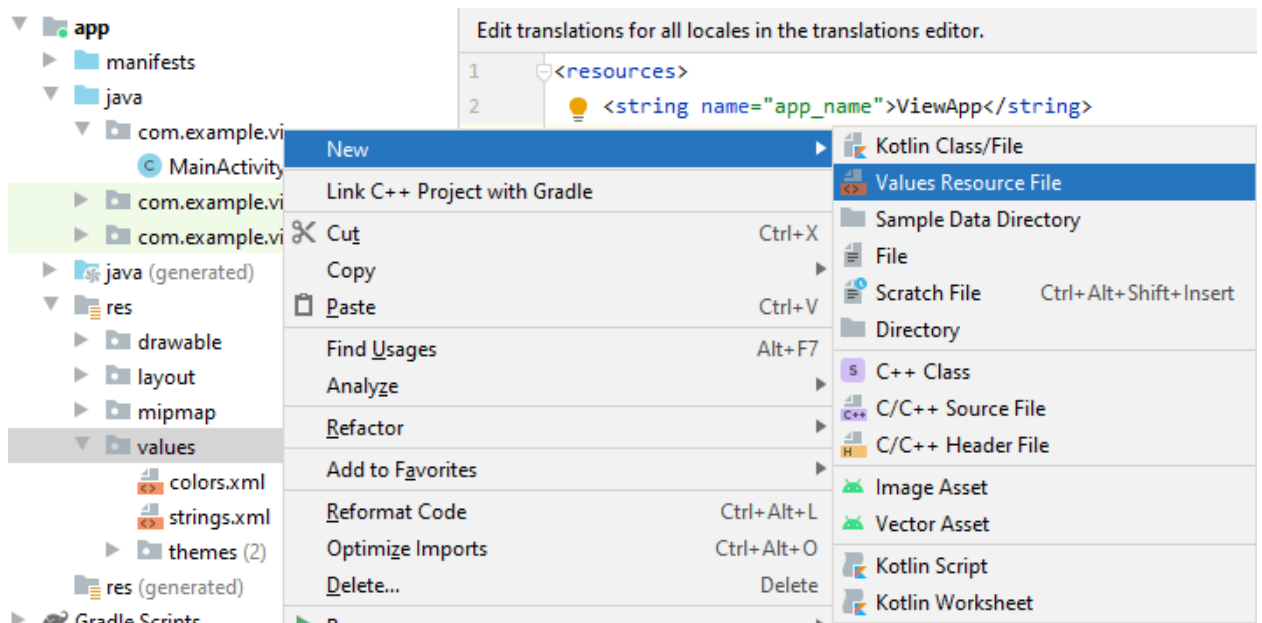 app
manifests
java
com.example.vi
MainActivity
com.example.vi
com.example.vi
java (generated)
res
drawable
layout
mipmap
values
colors.xml
strings.xml
themes (2)
res (generated)
Gradle Scripts
Edit translations for all locales in the translations editor.
1 <resources>
2 <string name="app_name">ViewApp</string>
New
Link C++ Project with Gradle
Cut Ctrl+X
Copy
Paste Ctrl+V
Find Usages Alt+F7
Analyze
Refactor
Add to Favorites
Reformat Code Ctrl+Alt+L
Optimize Imports Ctrl+Alt+O
Delete... Delete
Kotlin Class/File
Values Resource File
Sample Data Directory
File
Scratch File Ctrl+Alt+Shift+Insert
Directory
S C++ Class
C++ C/C++ Source File
H C/C++ Header File
Image Asset
Vector Asset
Kotlin Script
Kotlin Worksheet